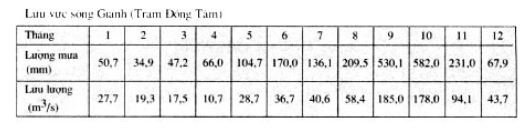 Lưu vực sông Gianh (Trạm Đồng Tâm)
Tháng 1 2 3 4 5 6 7 8 9 10 11 12
Lượng mưa (mm) 50,7 34,9 47,2 66,0 104,7 170,0 136,1 209,5 530,1 582,0 231,0 67,9
Lưu lượng (m³/s) 27,7 19,3 17,5 10,7 28,7 36,7 40,6 58,4 185,0 178,0 94,1 43,7